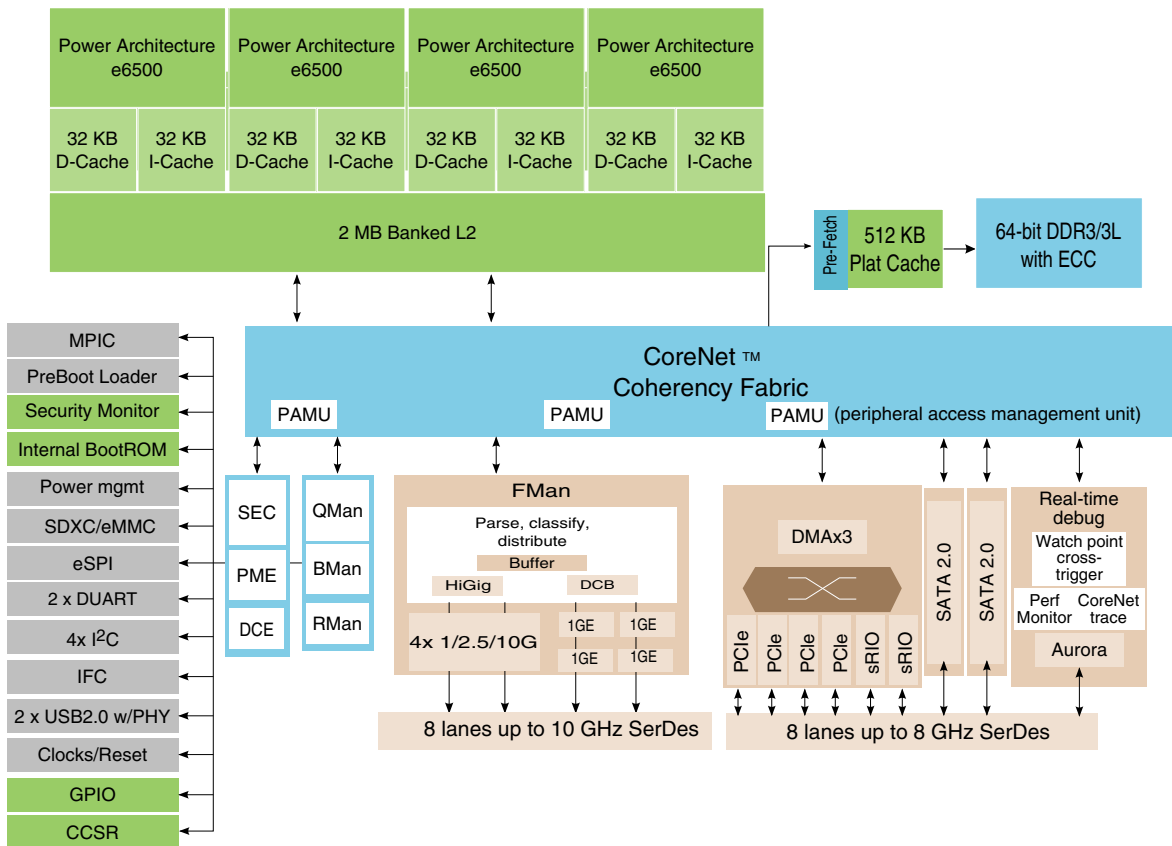 Power Architecture
e6500
Power Architecture
e6500
Power Architecture
e6500
Power Architecture
e6500
32 KB
D-Cache
32 KB
I-Cache
32 KB
D-Cache
32 KB
I-Cache
32 KB
D-Cache
32 KB
I-Cache
32 KB
D-Cache
32 KB
I-Cache
2 MB Banked L2
Pre-Fetch
512 KB
Plat Cache
64-bit DDR3/3L
with ECC
MPIC
PreBoot Loader
Security Monitor
Internal BootROM
Power mgmt
SDXC/eMMC
eSPI
2 x DUART
4x I²C
IFC
2 x USB2.0 w/PHY
Clocks/Reset
GPIO
CCSR
CoreNet ™
Coherency Fabric
PAMU
PAMU
PAMU (peripheral access management unit)
SEC
PME
DCE
QMan
BMan
RMan
FMan
Parse, classify,
distribute
Buffer
HiGig
DCB
4x 1/2.5/10G
1GE
1GE
1GE
1GE
8 lanes up to 10 GHz SerDes
DMAx3
PCIe
PCIe
PCIe
PCIe
sRIO
sRIO
SATA 2.0
SATA 2.0
Real-time
debug
Watch point
cross-
trigger
Perf
Monitor
CoreNet
trace
Aurora
8 lanes up to 8 GHz SerDes